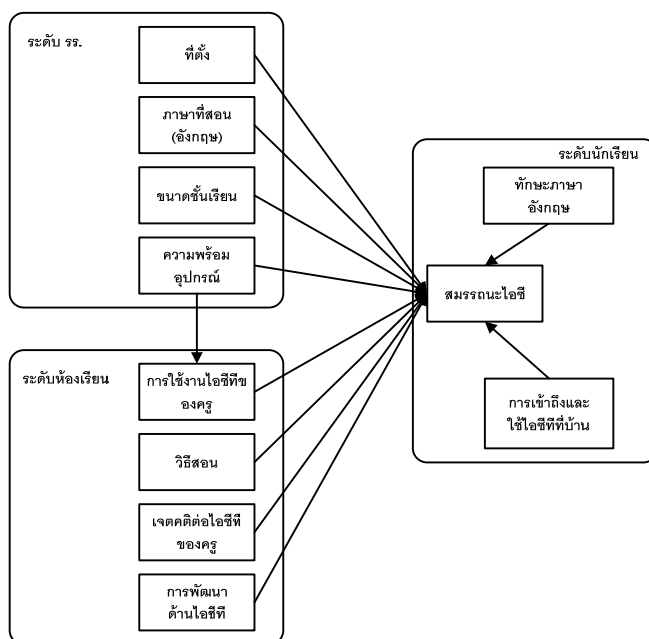 ระดับ รร.
ที่ตั้ง
ภาษาที่สอน
(อังกฤษ)
ขนาดชั้นเรียน
ความพร้อม
อุปกรณ์
ระดับห้องเรียน
การใช้งานไอซีทีข
องครู
วิธีสอน
เจตคติต่อไอซีที
ของครู
การพัฒนา
ด้านไอซีที
ระดับนักเรียน
ทักษะภาษา
อังกฤษ
สมรรถนะไอซี
การเข้าถึงและ
ใช้ไอซีทีที่บ้าน